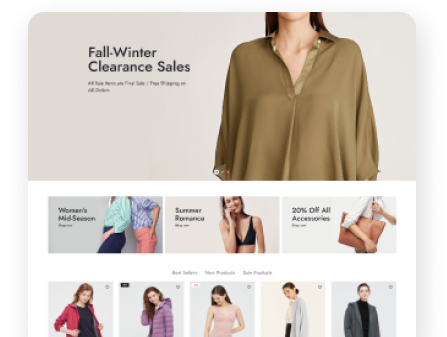 Fall-Winter
Clearance Sales
All Sale Items are Final Sale / Free Shipping on
All Orders
Women's
Mid-Season
Shop now
Summer
Romance
Shop now
20% Off All
Accessories
Shop now
Best Sellers New Products Sale Products